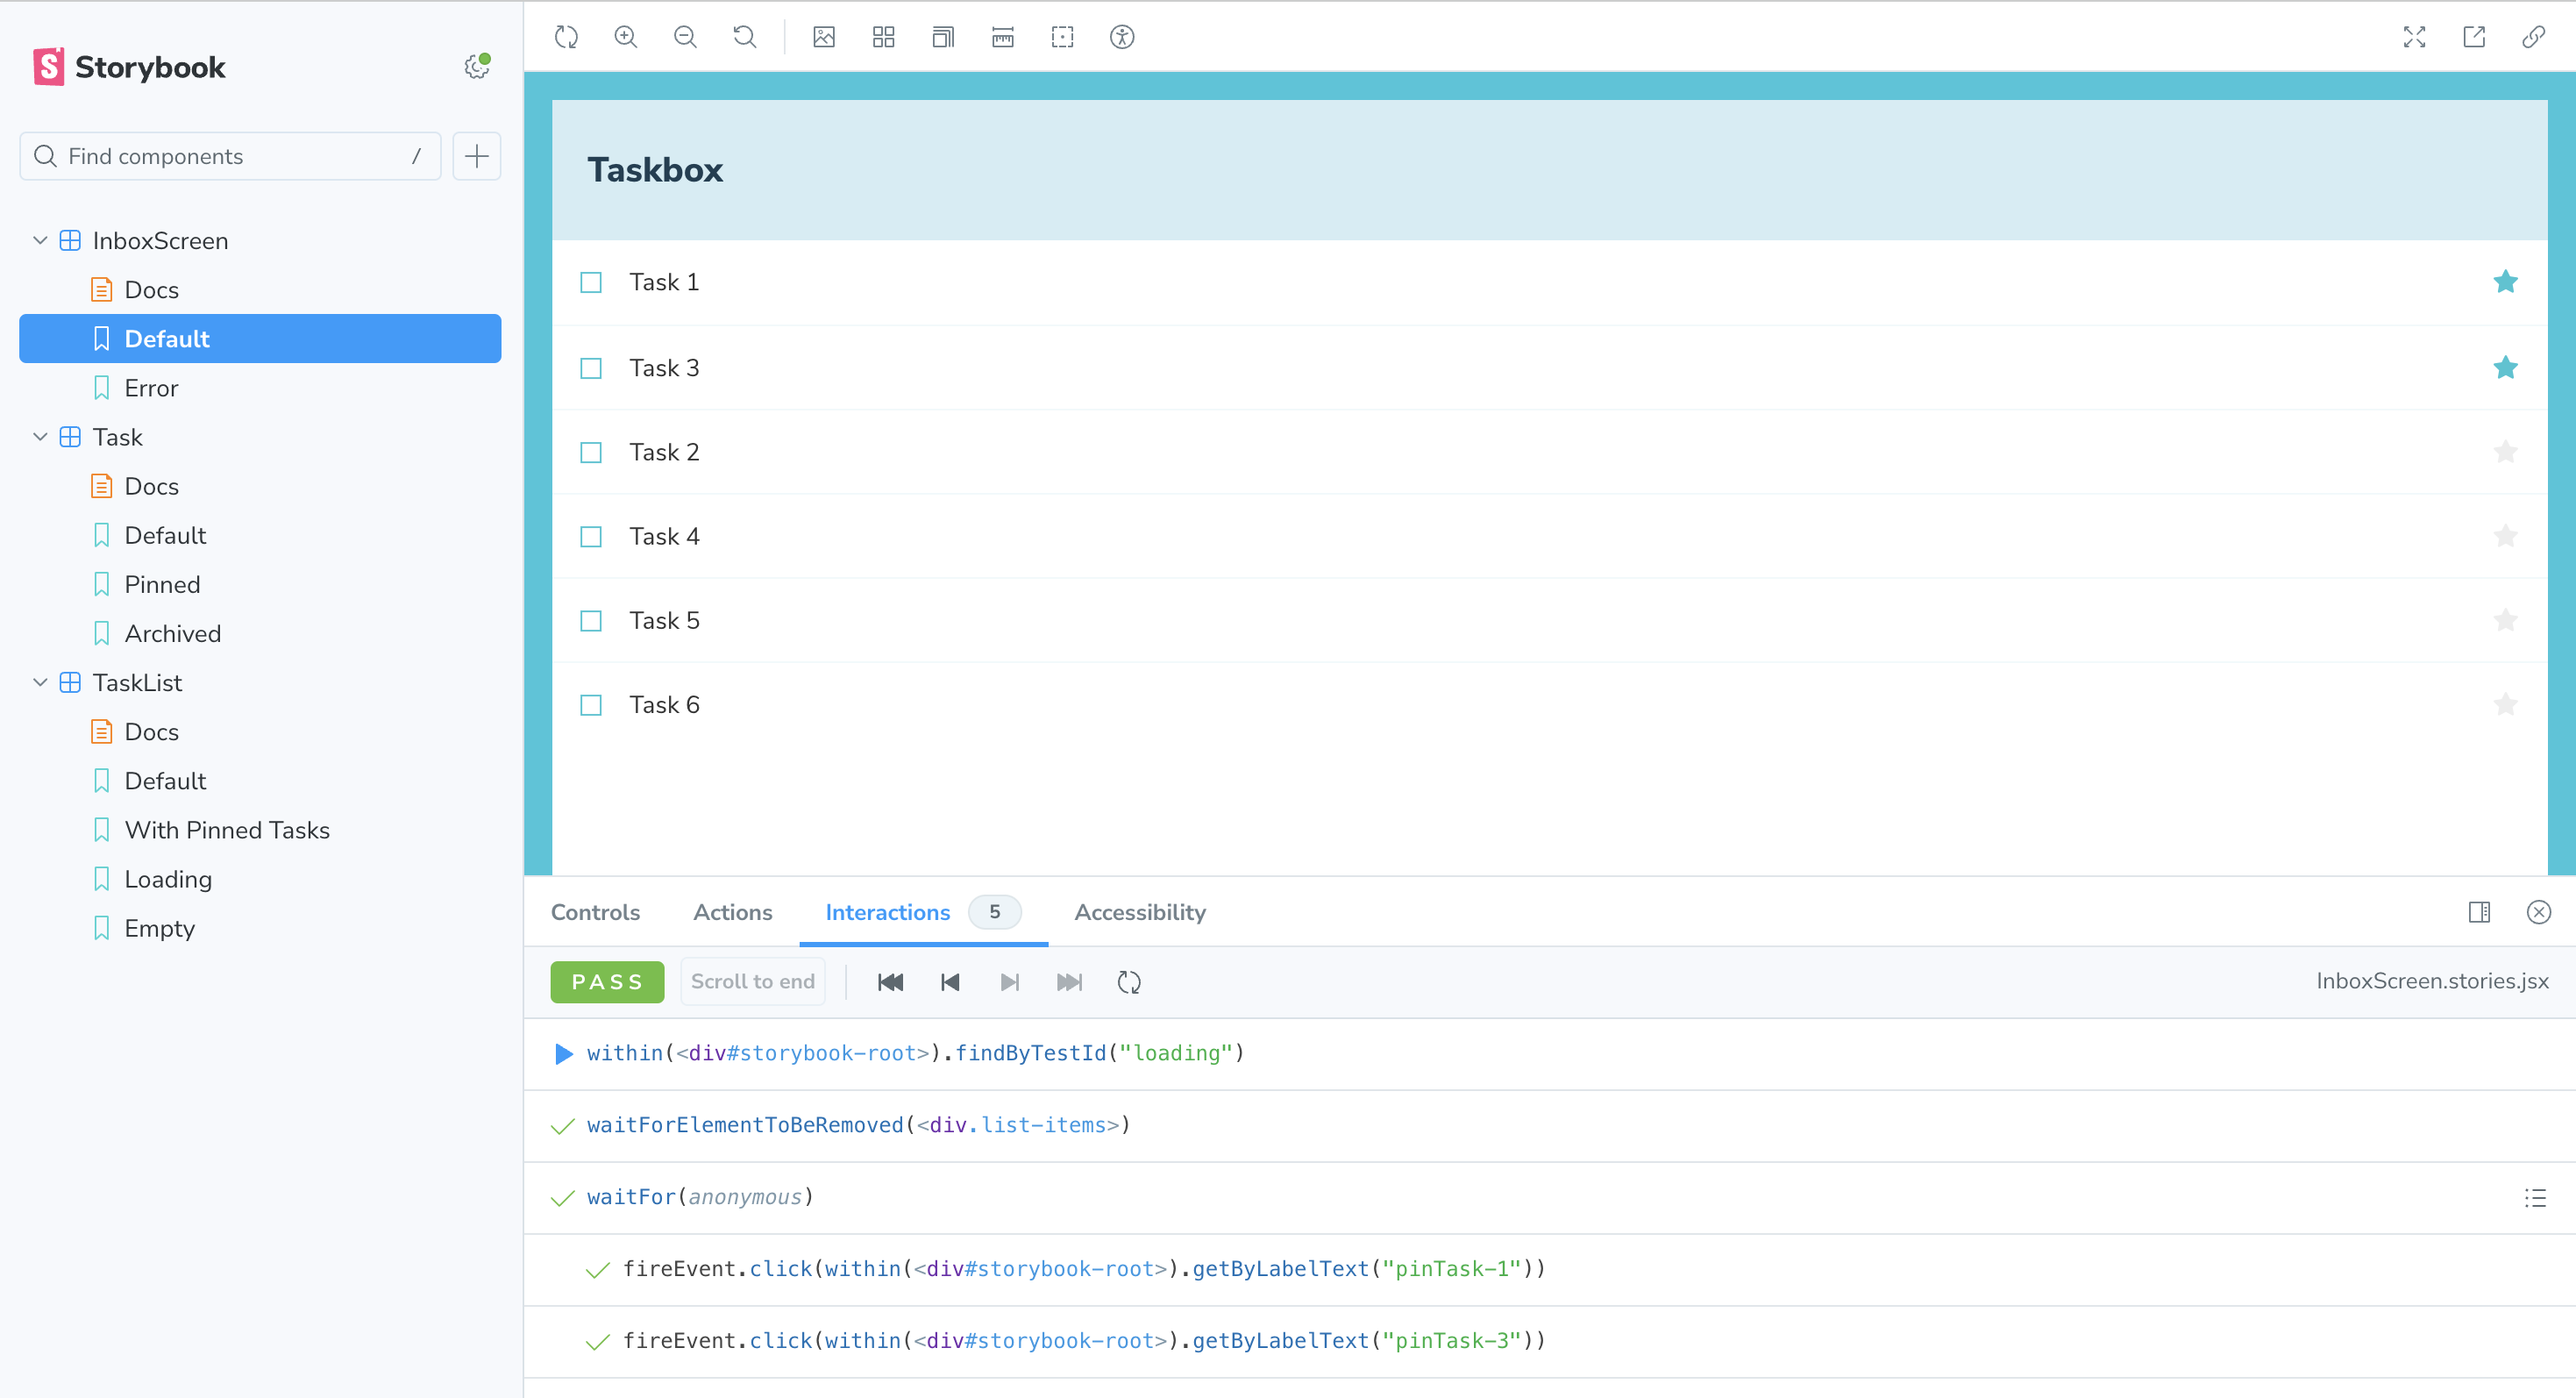 Storybook
Find components /
InboxScreen
Docs
Default
Error
Task
Docs
Default
Pinned
Archived
TaskList
Docs
Default
With Pinned Tasks
Loading
Empty
Taskbox
Task 1
Task 3
Task 2
Task 4
Task 5
Task 6
Controls Actions Interactions 5 Accessibility
PASS Scroll to end InboxScreen.stories.jsx
within(<div#storybook-root>).findByTestId("loading")
waitForElementToBeRemoved(<div.list-items>)
waitFor(anonymous)
fireEvent.click(within(<div#storybook-root>).getByLabelText("pinTask-1"))
fireEvent.click(within(<div#storybook-root>).getByLabelText("pinTask-3"))